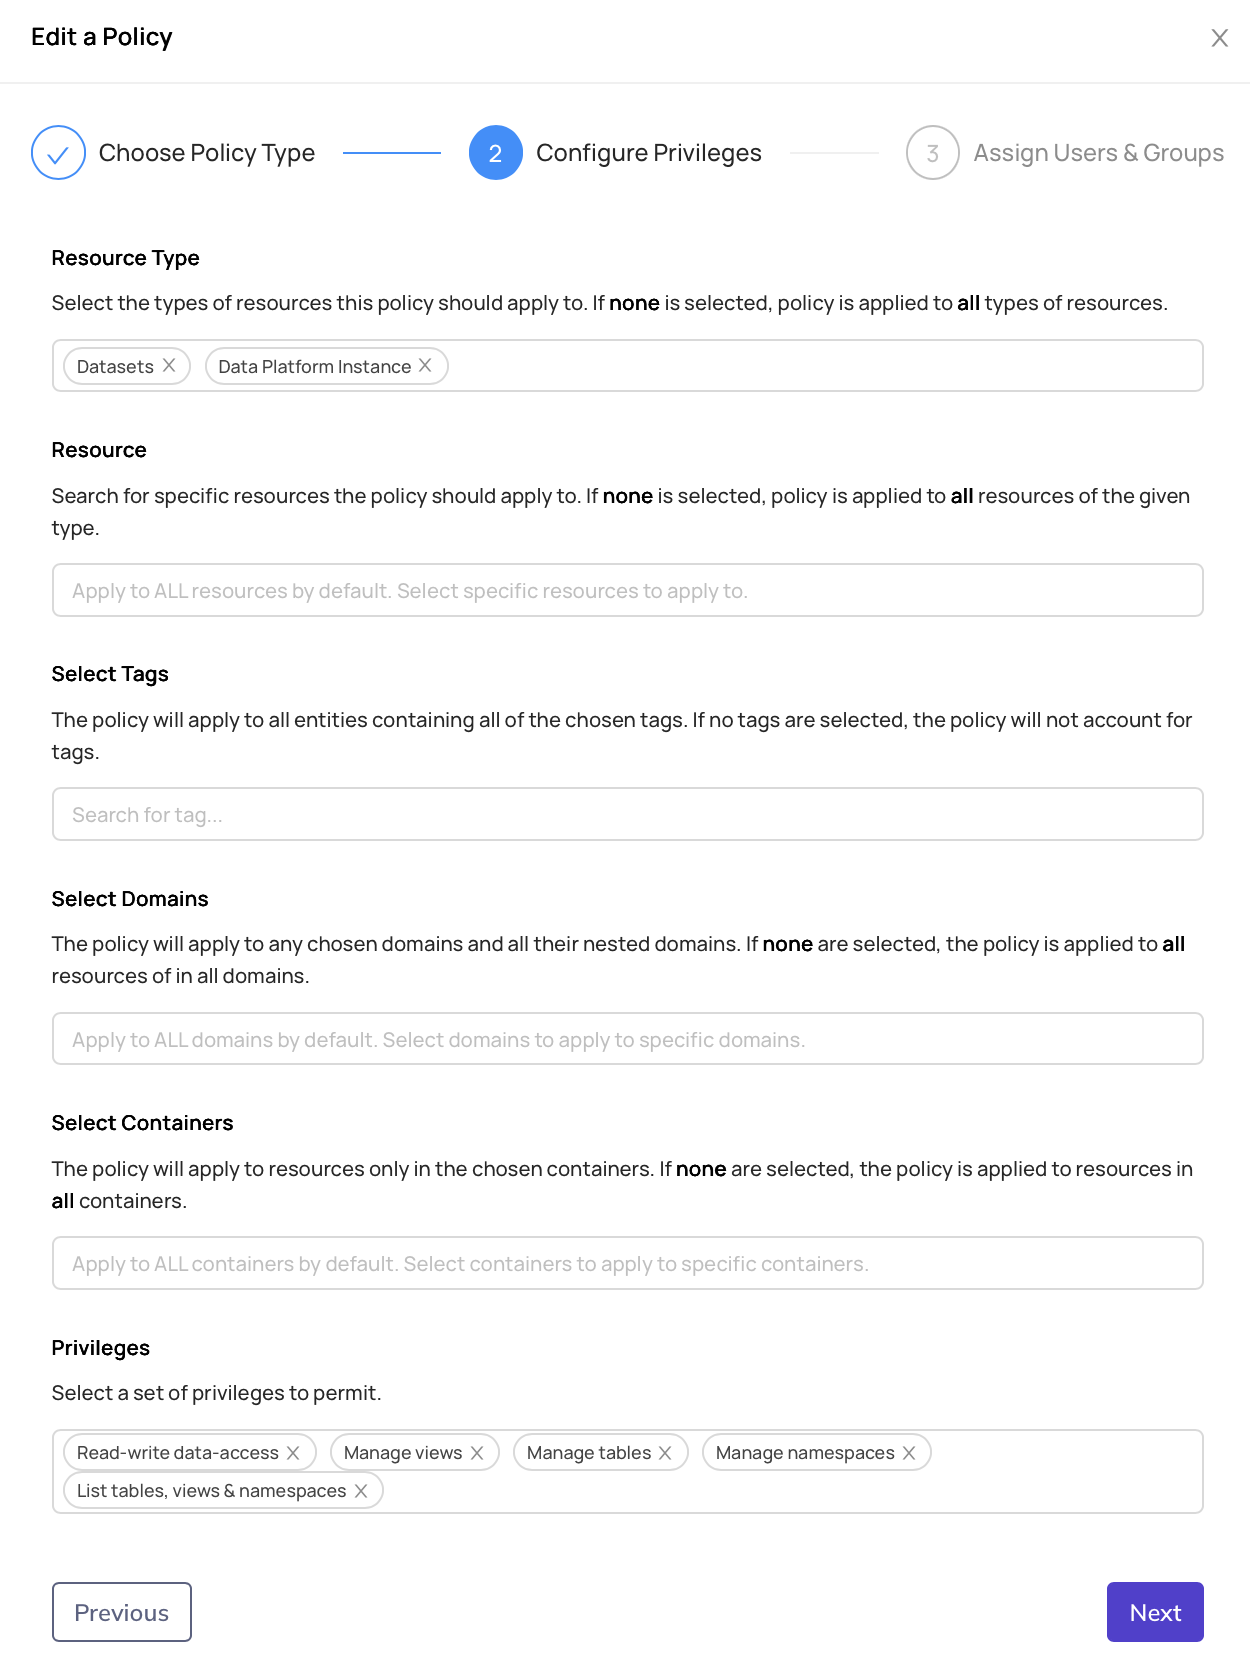 Edit a Policy
Choose Policy Type
2 Configure Privileges
3 Assign Users & Groups
Resource Type
Select the types of resources this policy should apply to. If none is selected, policy is applied to all types of resources.
Datasets Data Platform Instance
Resource
Search for specific resources the policy should apply to. If none is selected, policy is applied to all resources of the given
type.
Apply to ALL resources by default. Select specific resources to apply to.
Select Tags
The policy will apply to all entities containing all of the chosen tags. If no tags are selected, the policy will not account for
tags.
Search for tag...
Select Domains
The policy will apply to any chosen domains and all their nested domains. If none are selected, the policy is applied to all
resources of in all domains.
Apply to ALL domains by default. Select domains to apply to specific domains.
Select Containers
The policy will apply to resources only in the chosen containers. If none are selected, the policy is applied to resources in
all containers.
Apply to ALL containers by default. Select containers to apply to specific containers.
Privileges
Select a set of privileges to permit.
Read-write data-access Manage views Manage tables Manage namespaces
List tables, views & namespaces
Previous
Next